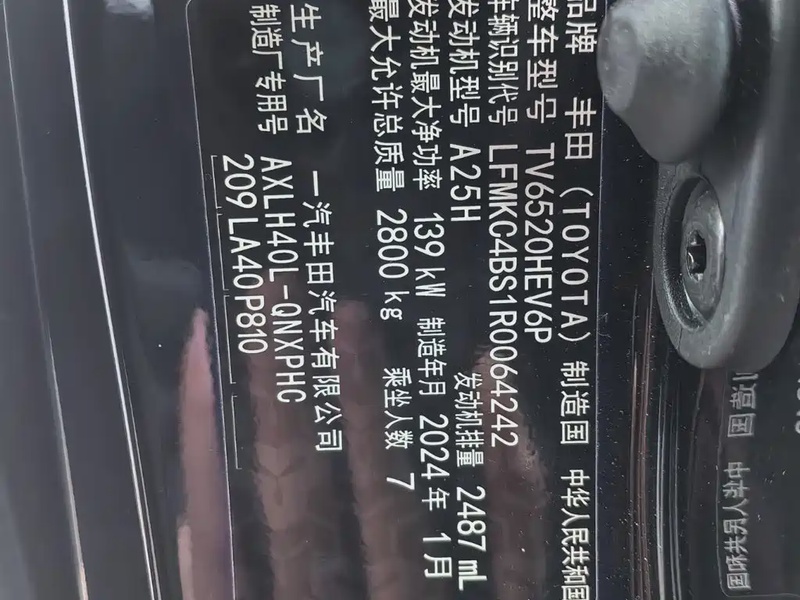 品牌 丰田（TOYOTA） 制造国 中华人民共和国
整车型号 TV6520HEV6P
车辆识别代号 LFMKC4BS1R0064242
发动机型号 A25H 发动机排量 2487 mL
发动机最大净功率 139 kW 制造年月 2024年 1月
最大允许总质量 2800 kg 乘坐人数 7
生产厂名 一汽丰田汽车有限公司
制造厂专用号 AXLH40L-QNXPHC
209 LA40P810